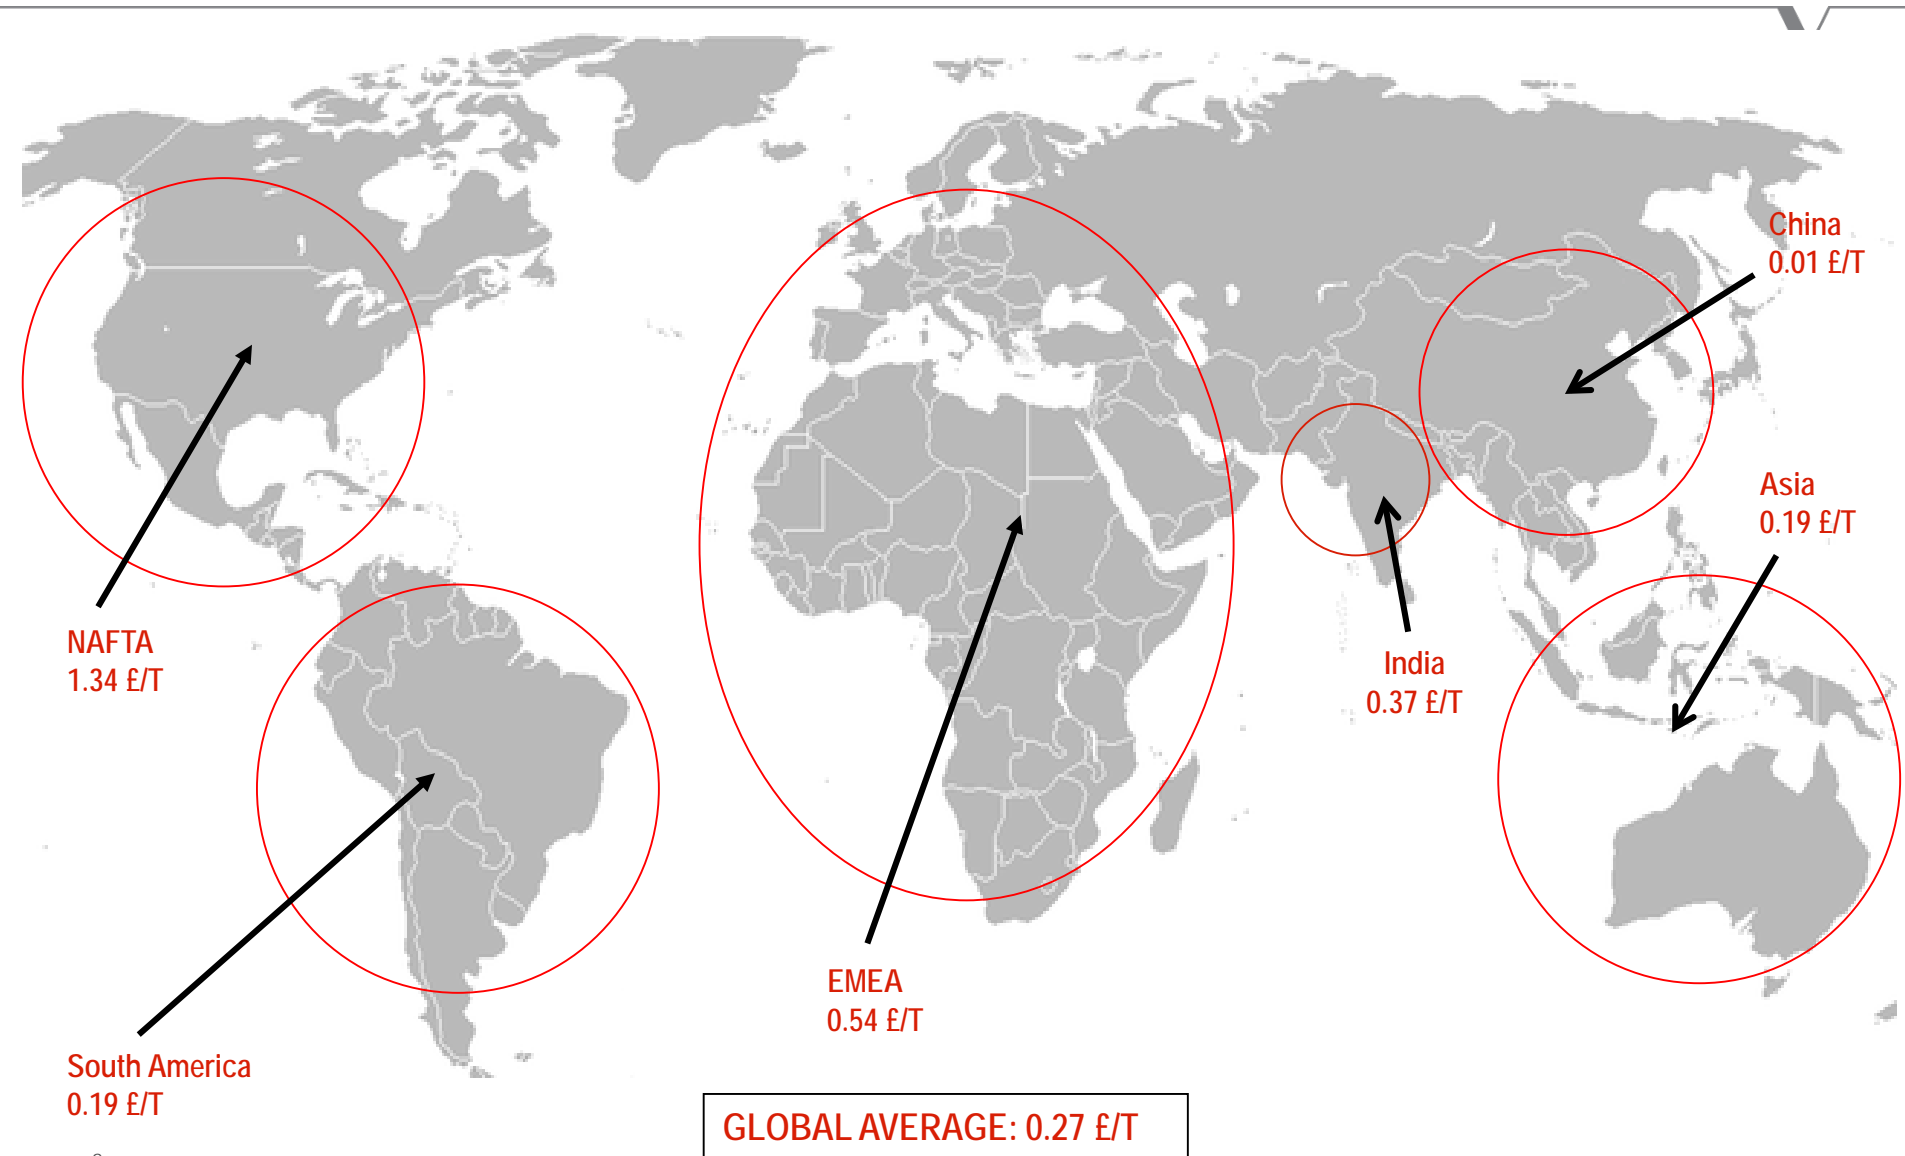 China
0.01 £/T
Asia
0.19 £/T
NAFTA
1.34 £/T
India
0.37 £/T
EMEA
0.54 £/T
South America
0.19 £/T
GLOBAL AVERAGE: 0.27 £/T